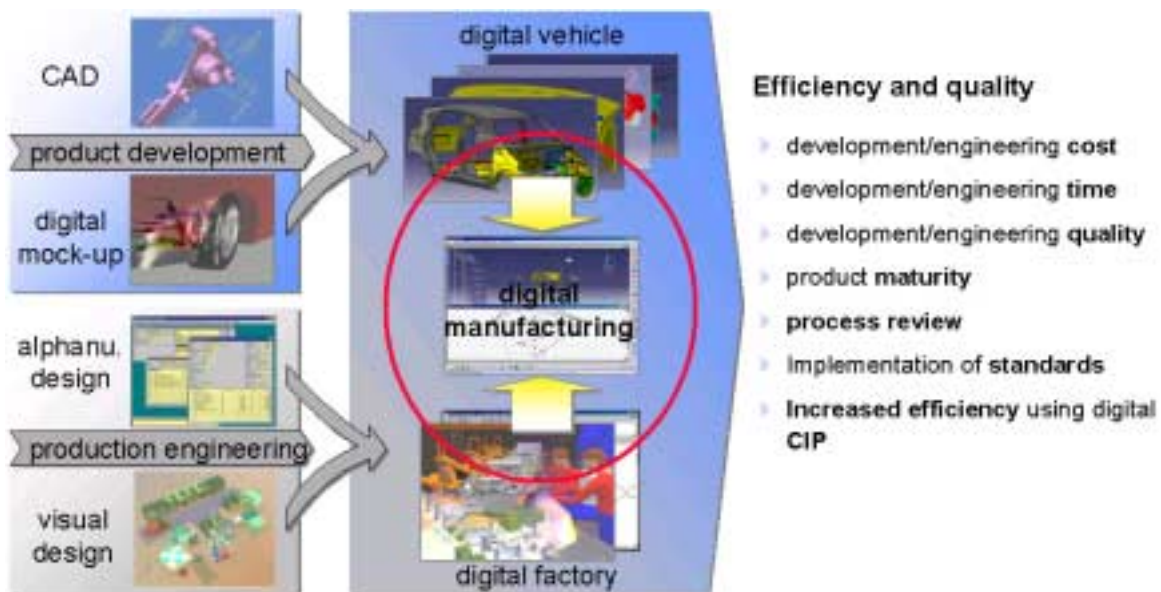 CAD
product development
digital
mock-up
alphanu.
design
production engineering
visual
design
digital vehicle
digital
manufacturing
digital factory
Efficiency and quality
development/engineering cost
development/engineering time
development/engineering quality
product maturity
process review
Implementation of standards
Increased efficiency using digital
CIP